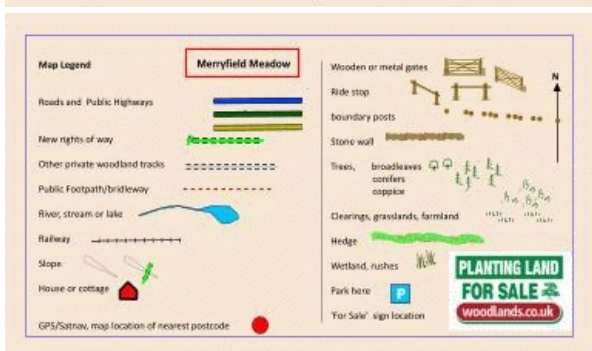 Map Legend
Merryfield Meadow
Roads and Public Highways
New rights of way
Other private woodland tracks
Public Footpath/bridleway
River, stream or lake
Railway
Slope
House or cottage
GPS/Satnav, map location of nearest postcode
Wooden or metal gates
N
Ride stop
boundary posts
Stone wall
Trees, broadleaves
conifers
coppice
Clearings, grasslands, farmland
Hedge
Wetland, rushes
Park here P
'For Sale' sign location
PLANTING LAND
FOR SALE
woodlands.co.uk